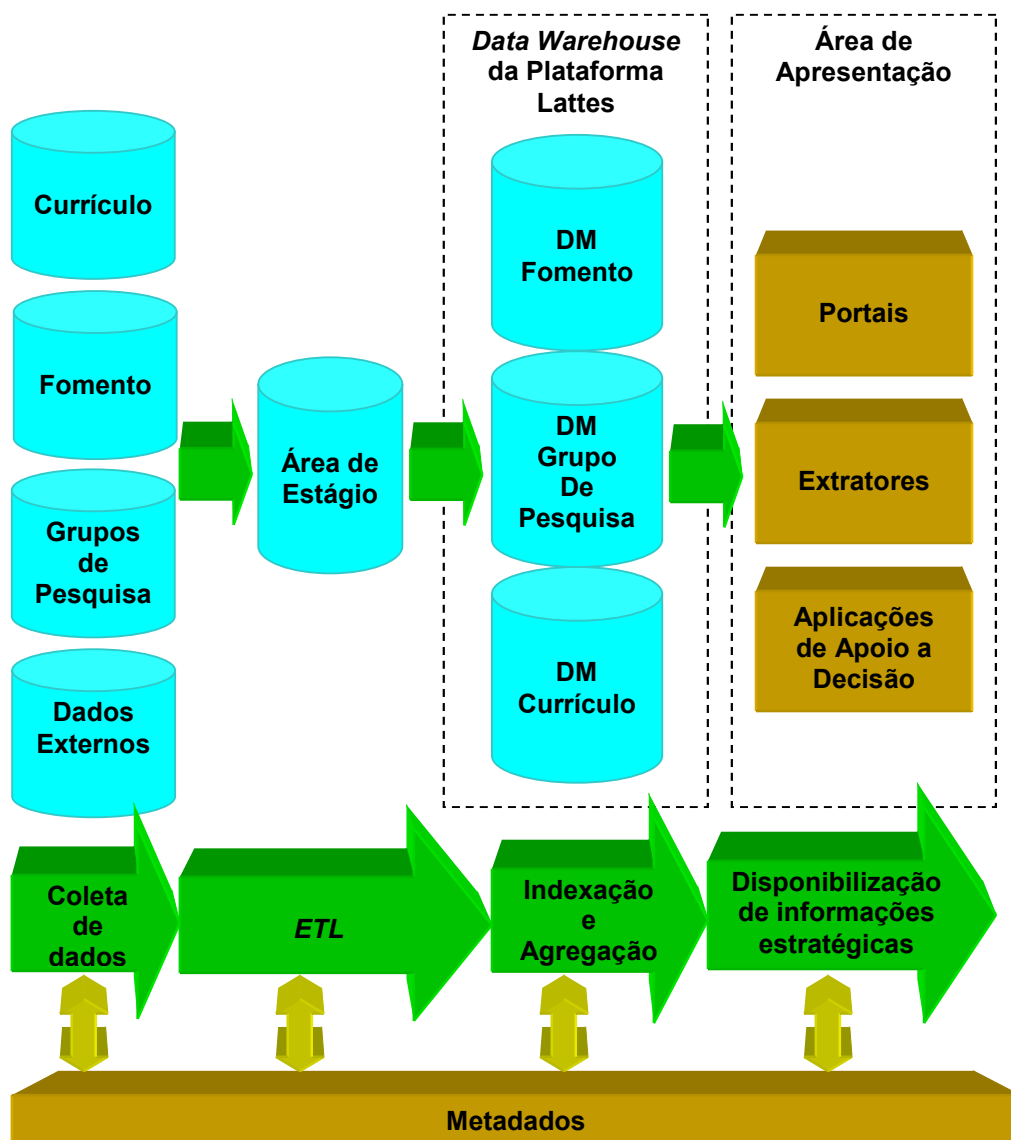 Data Warehouse
da Plataforma
Lattes
Área de
Apresentação
Currículo
Fomento
Grupos
de
Pesquisa
Dados
Externos
Área de
Estágio
DM
Fomento
DM
Grupo
De
Pesquisa
DM
Currículo
Portais
Extratores
Aplicações
de Apoio a
Decisão
Coleta
de
dados
ETL
Indexação
e
Agregação
Disponibilização
de informações
estratégicas
Metadados